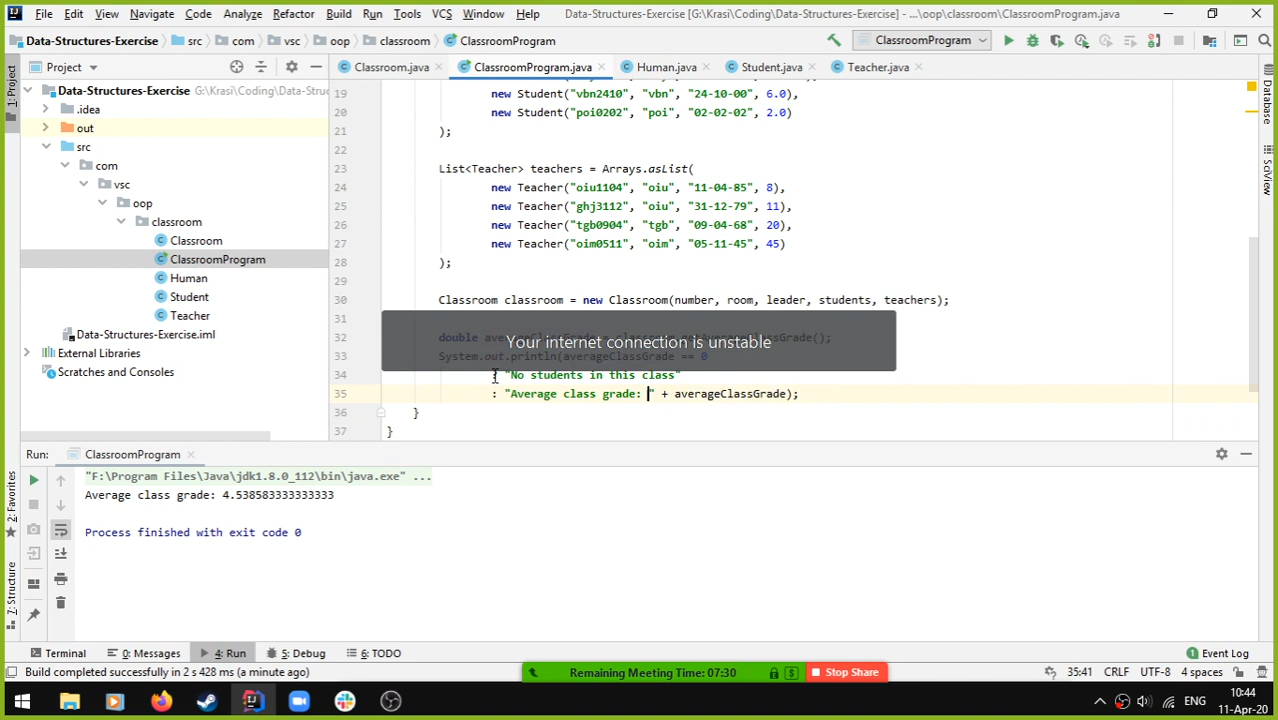 File Edit View Navigate Code Analyze Refactor Build Run Tools VCS Window Help Data-Structures-Exercise [G:\Krasi\Coding\Data-Structures-Exercise] - ...\oop\classroom\ClassroomProgram.java
Data-Structures-Exercise src com vsc oop classroom ClassroomProgram ClassroomProgram
Project Classroom.java ClassroomProgram.java Human.java Student.java Teacher.java
1: Project
Data-Structures-Exercise G:\Krasi\Coding\Data-Stru
.idea
out
src
com
vsc
oop
classroom
Classroom
ClassroomProgram
Human
Student
Teacher
Data-Structures-Exercise.iml
External Libraries
Scratches and Consoles
19 new Student("vbn2410", "vbn", "24-10-00", 6.0),
20 new Student("poi0202", "poi", "02-02-02", 2.0)
21 );
22
23 List<Teacher> teachers = Arrays.asList(
24 new Teacher("oiu1104", "oiu", "11-04-85", 8),
25 new Teacher("ghj3112", "oiu", "31-12-79", 11),
26 new Teacher("tgb0904", "tgb", "09-04-68", 20),
27 new Teacher("oim0511", "oim", "05-11-45", 45)
28 );
29
30 Classroom classroom = new Classroom(number, room, leader, students, teachers);
31
32 double averageClassGrade = classroom.getAverageClassGrade();
33 System.out.println(averageClassGrade == 0
34 ? "No students in this class"
35 : "Average class grade: " + averageClassGrade);
36 }
37 }
Your internet connection is unstable
Database
SciView
Run: ClassroomProgram
"F:\Program Files\Java\jdk1.8.0_112\bin\java.exe" ...
Average class grade: 4.538583333333333
Process finished with exit code 0
2: Favorites
7: Structure
Terminal 0: Messages 4: Run 5: Debug 6: TODO Event Log
Build completed successfully in 2 s 428 ms (a minute ago) Remaining Meeting Time: 07:30 Stop Share 35:41 CRLF UTF-8 4 spaces
ENG
10:44
11-Apr-20